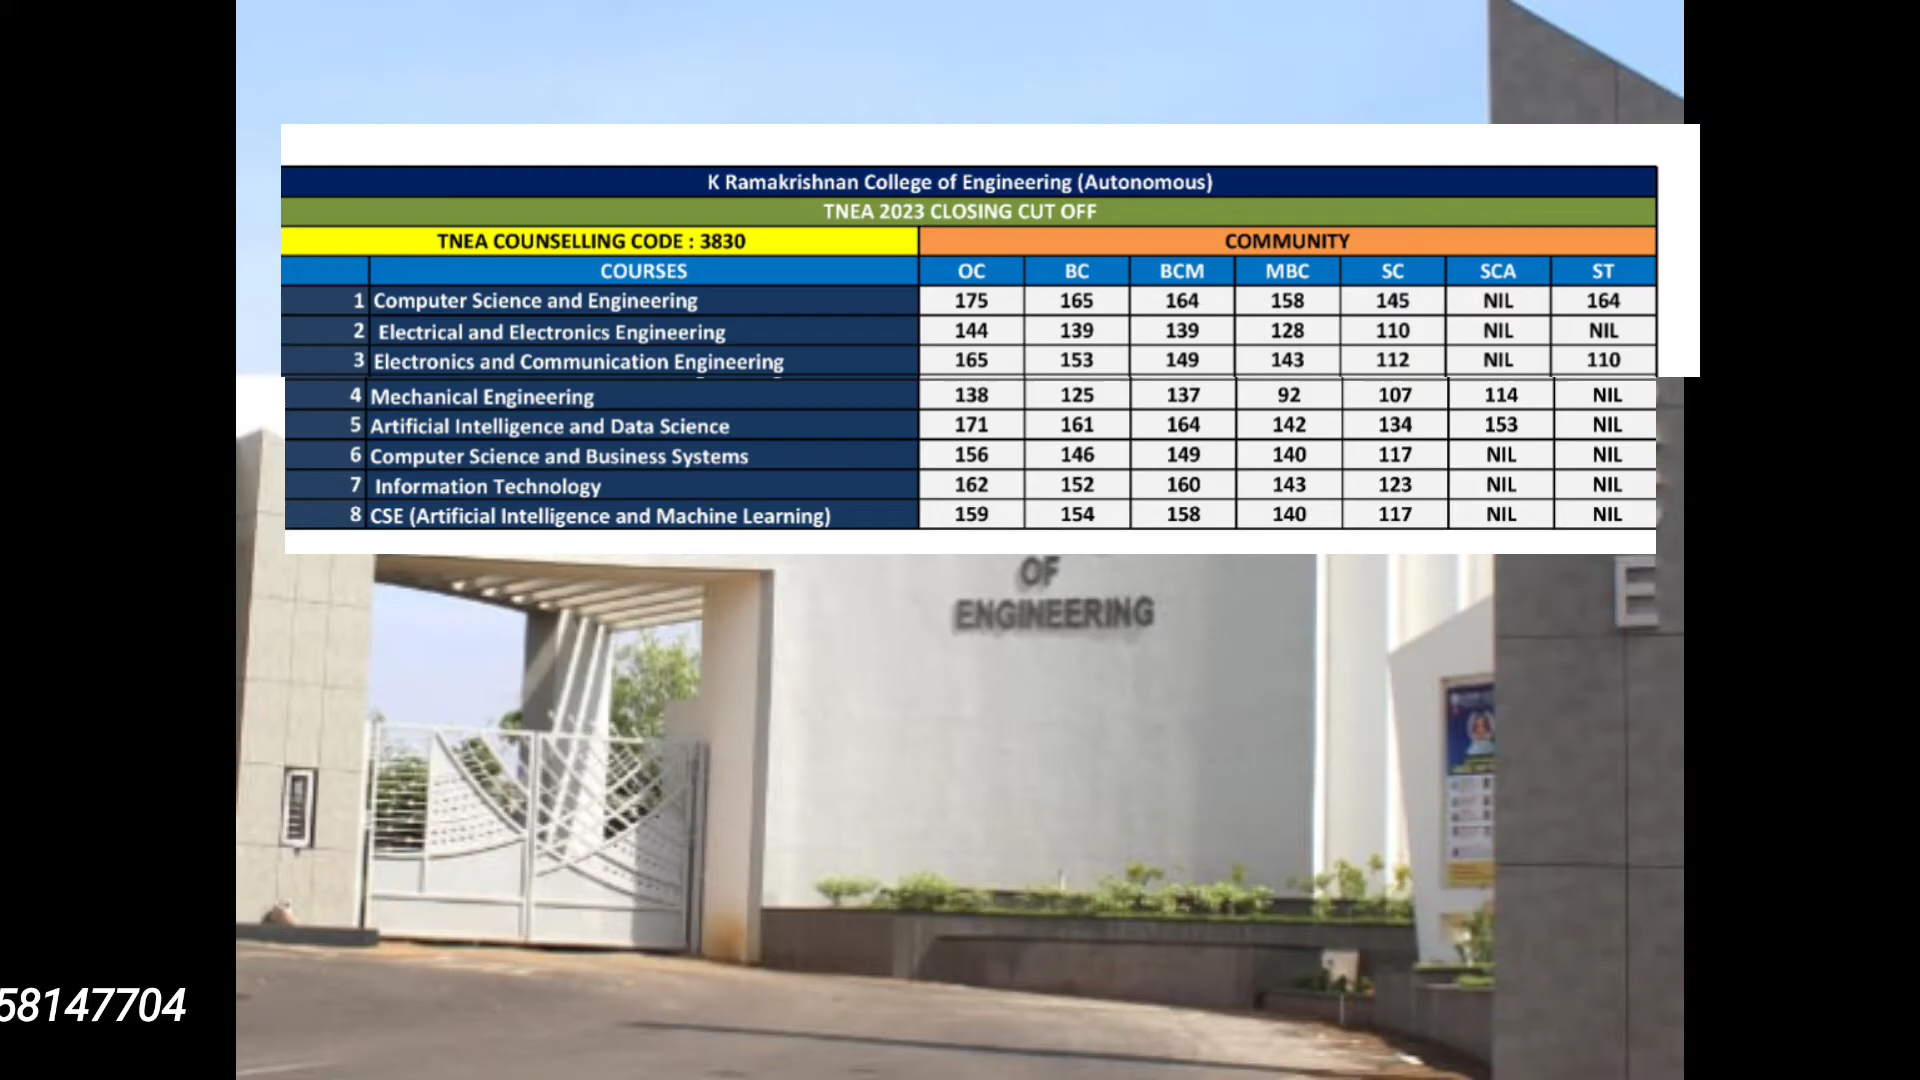 K Ramakrishnan College of Engineering (Autonomous)
TNEA 2023 CLOSING CUT OFF
TNEA COUNSELLING CODE : 3830 COMMUNITY
COURSES OC BC BCM MBC SC SCA ST
1 Computer Science and Engineering 175 165 164 158 145 NIL 164
2 Electrical and Electronics Engineering 144 139 139 128 110 NIL NIL
3 Electronics and Communication Engineering 165 153 149 143 112 NIL 110
4 Mechanical Engineering 138 125 137 92 107 114 NIL
5 Artificial Intelligence and Data Science 171 161 164 142 134 153 NIL
6 Computer Science and Business Systems 156 146 149 140 117 NIL NIL
7 Information Technology 162 152 160 143 123 NIL NIL
8 CSE (Artificial Intelligence and Machine Learning) 159 154 158 140 117 NIL NIL
OF
ENGINEERING
E
58147704